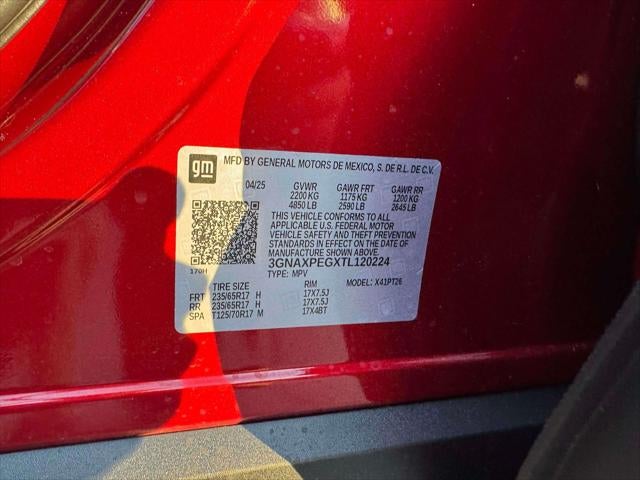 gm MFD BY GENERAL MOTORS DE MEXICO, S. DE R.L. DE C.V.
04/25 GVWR GAWR FRT GAWR RR
2200 KG 1175 KG 1200 KG
4850 LB 2590 LB 2645 LB
THIS VEHICLE CONFORMS TO ALL
APPLICABLE U.S. FEDERAL MOTOR
VEHICLE SAFETY AND THEFT PREVENTION
STANDARDS IN EFFECT ON THE DATE OF
MANUFACTURE SHOWN ABOVE.
3GNAXPEGXTL120224
170H TYPE: MPV
TIRE SIZE RIM MODEL: X41PT26
FRT 235/65R17 H 17X7.5J
RR 235/65R17 H 17X7.5J
SPA T125/70R17 M 17X4BT